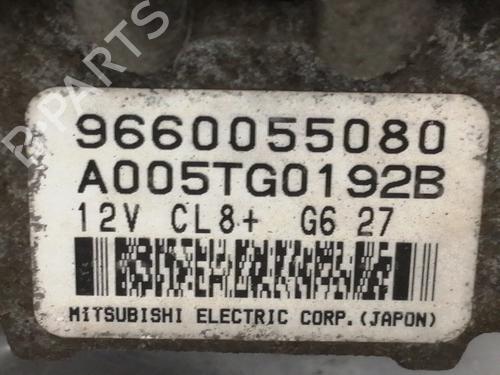 B-PARTS
9660055080
A005TG0192B
12V CL8+ G6 27
MITSUBISHI ELECTRIC CORP.(JAPON)